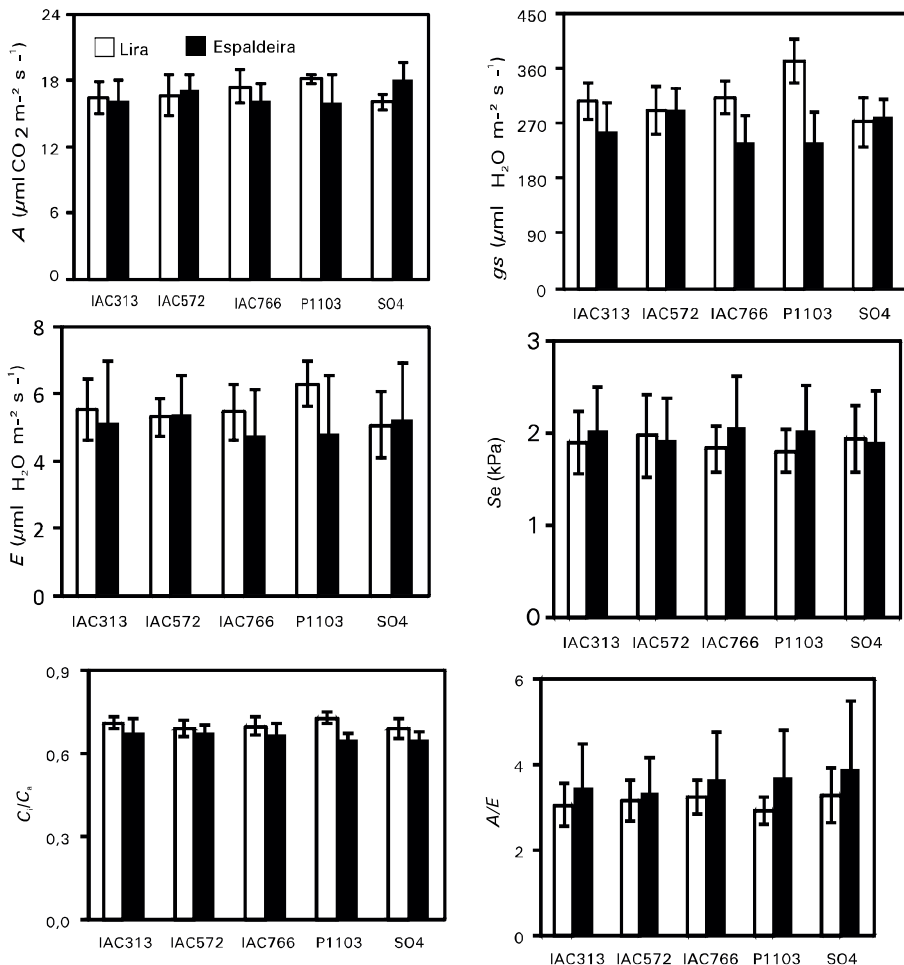 24
18
12
6
0
A (µml CO 2 m-² s -¹)
Lira
Espaldeira
IAC313 IAC572 IAC766 P1103 SO4
450
360
270
180
90
0
gs (µml H₂O m-² s -¹)
IAC313 IAC572 IAC766 P1103 SO4
8
6
4
2
0
E (µml H₂O m-² s -¹)
IAC313 IAC572 IAC766 P1103 SO4
3
2
1
0
Se (kPa)
IAC313 IAC572 IAC766 P1103 SO4
0,9
0,6
0,3
0,0
Cᵢ/Cₐ
IAC313 IAC572 IAC766 P1103 SO4
6
4
2
0
A/E
IAC313 IAC572 IAC766 P1103 SO4